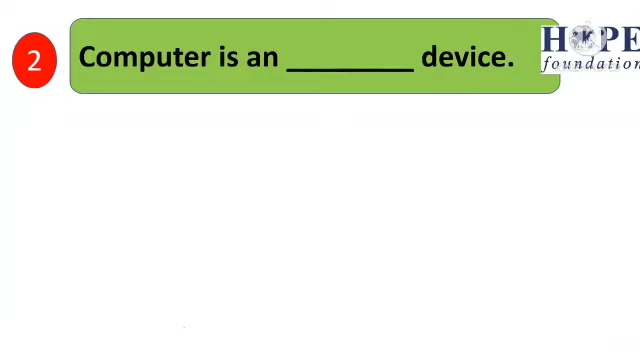 2
Computer is an ________ device.
HOPE
foundation